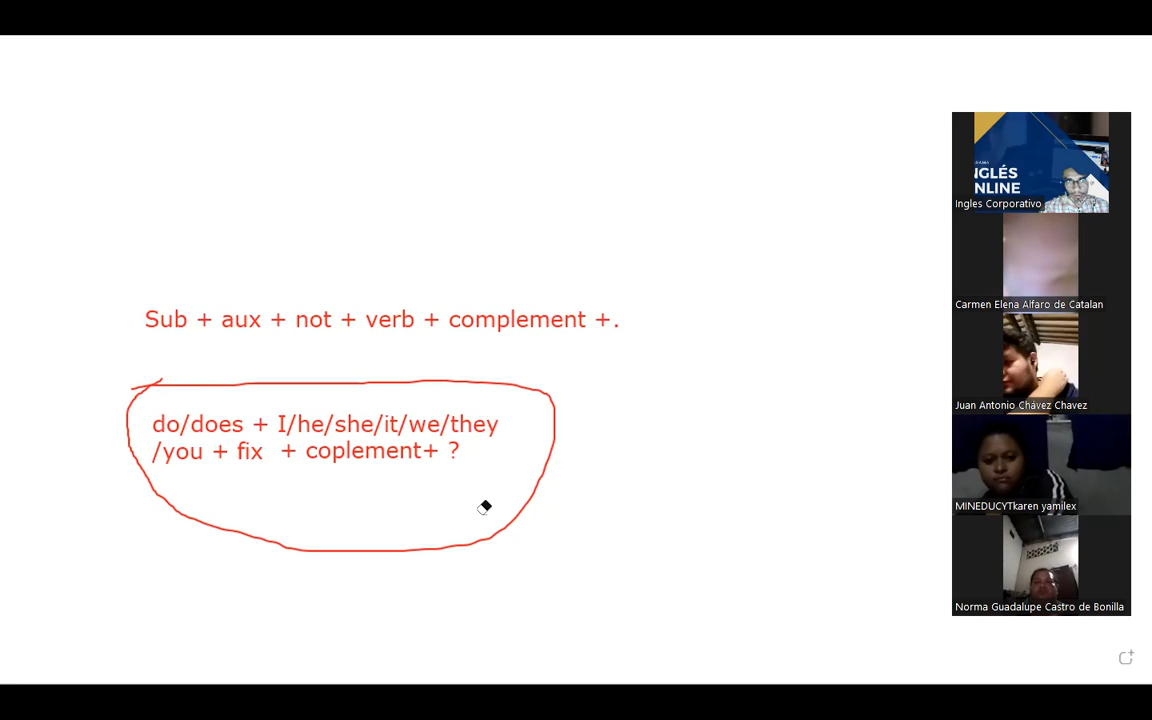 Sub + aux + not + verb + complement +.
do/does + I/he/she/it/we/they
/you + fix + coplement+ ?
NGLÉS
NLINE
Ingles Corporativo
Carmen Elena Alfaro de Catalan
Juan Antonio Chávez Chavez
MINEDUCYTkaren yamilex
Norma Guadalupe Castro de Bonilla